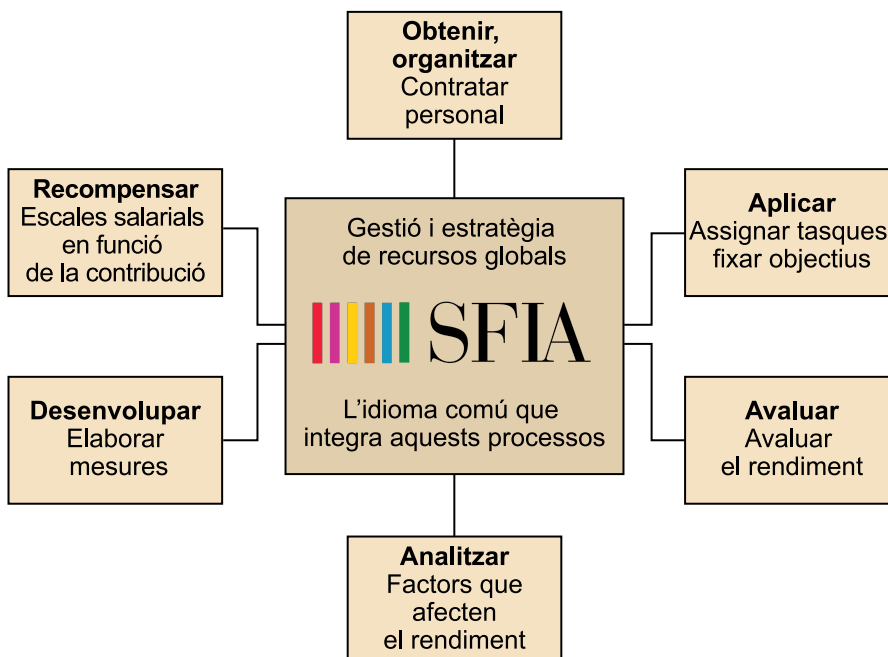 Obtenir,
organitzar
Contratar
personal
Recompensar
Escales salarials
en funció
de la contribució
Aplicar
Assignar tasques,
fixar objectius
Gestió i estratègia
de recursos globals
SFIA
L'idioma comú que
integra aquests processos
Desenvolupar
Elaborar
mesures
Avaluar
Avaluar
el rendiment
Analitzar
Factors que
afecten
el rendiment